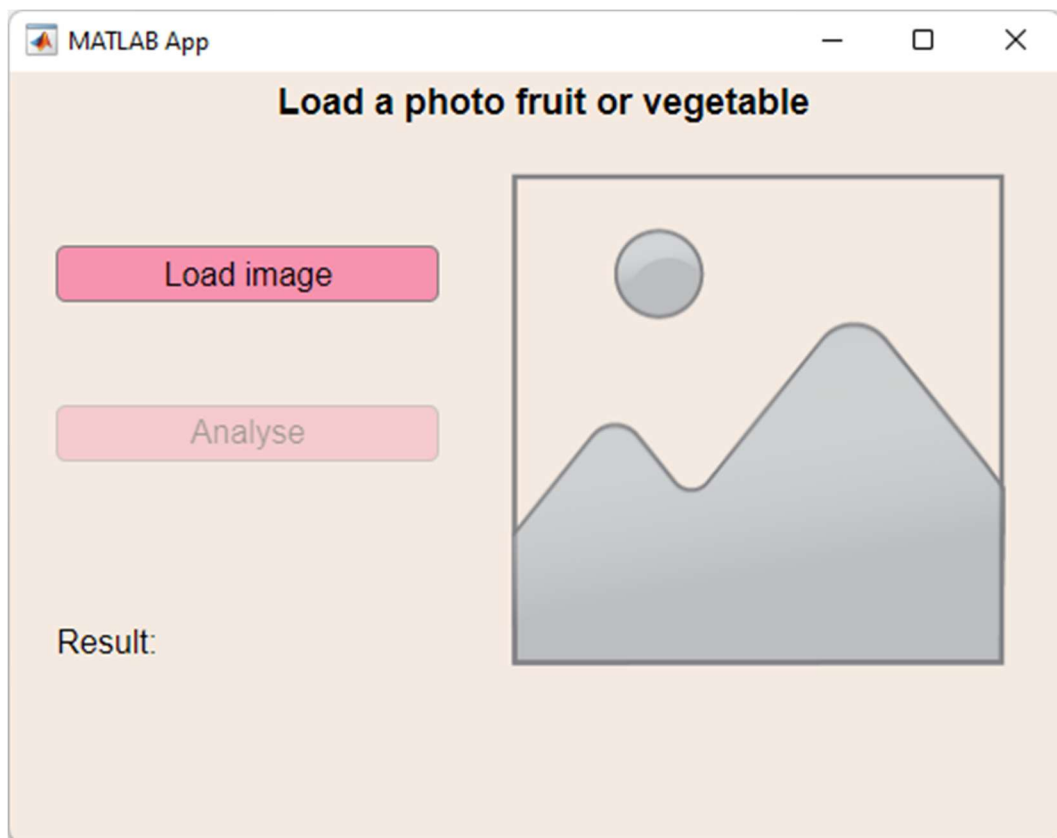 MATLAB App
Load a photo fruit or vegetable
Load image
Analyse
Result: